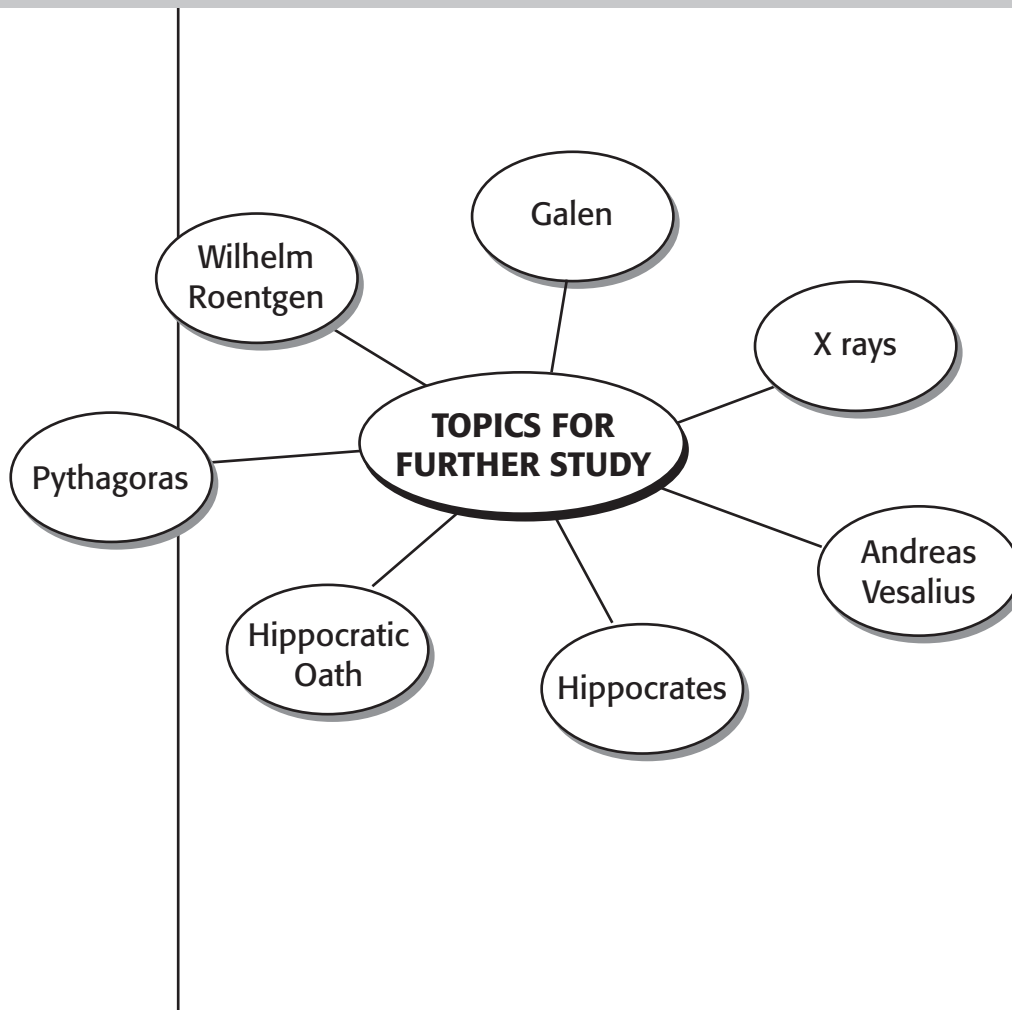 Galen
Wilhelm
Roentgen
X rays
TOPICS FOR
FURTHER STUDY
Pythagoras
Andreas
Vesalius
Hippocratic
Oath
Hippocrates